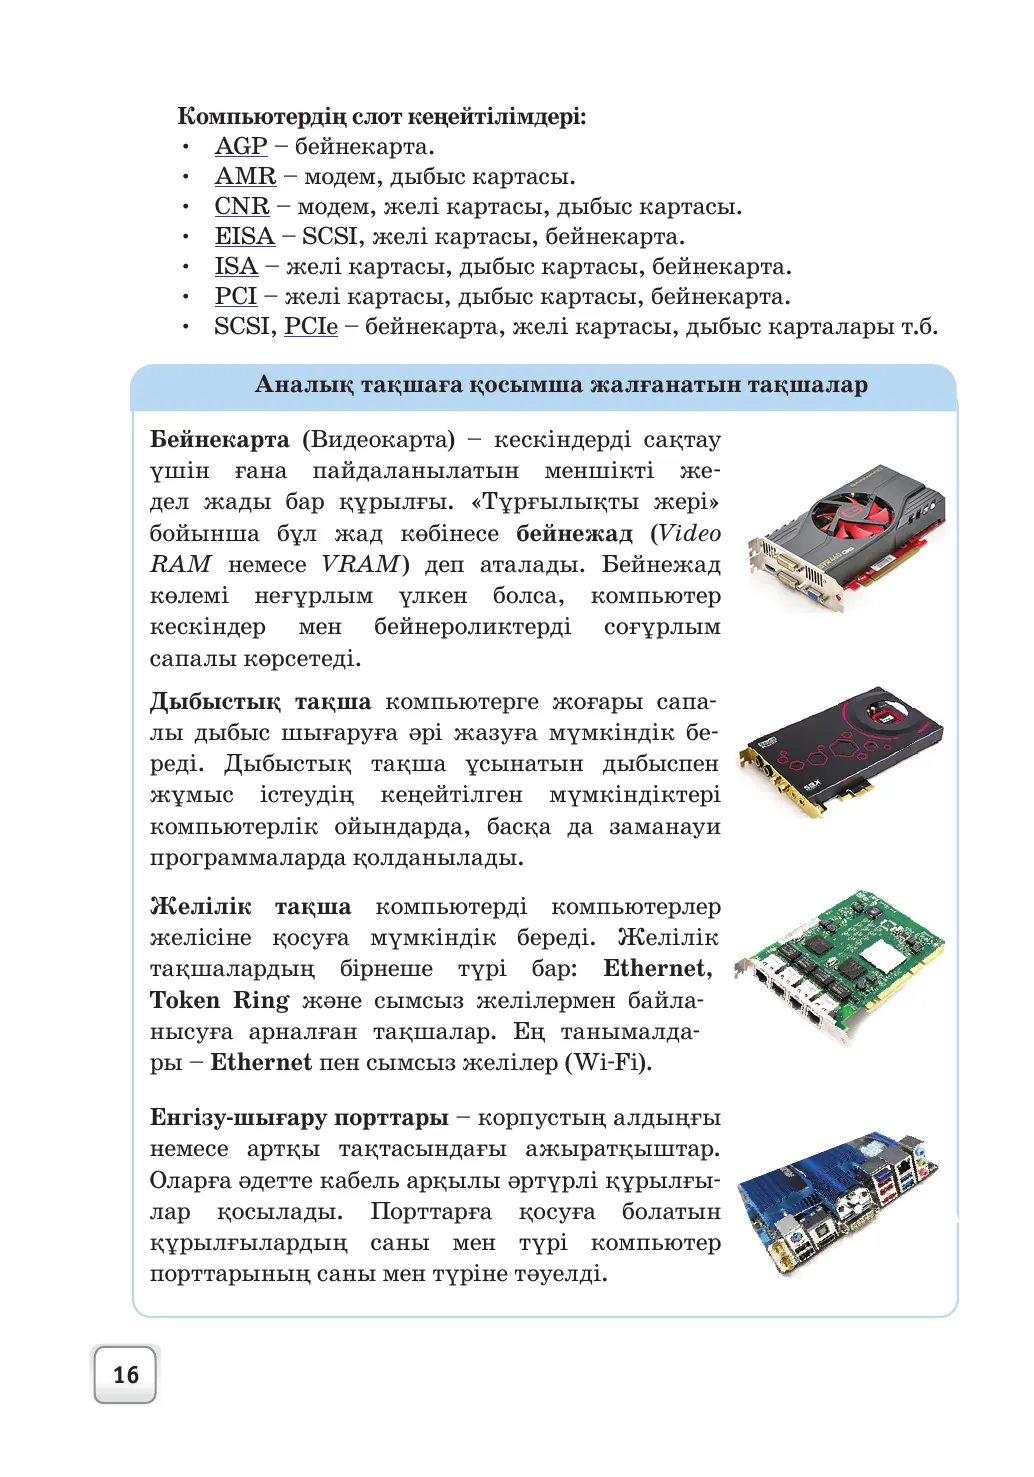 Компьютердің слот кеңейтілімдері:
• AGP – бейнекарта.
• AMR – модем, дыбыс картасы.
• CNR – модем, желі картасы, дыбыс картасы.
• EISA – SCSI, желі картасы, бейнекарта.
• ISA – желі картасы, дыбыс картасы, бейнекарта.
• PCI – желі картасы, дыбыс картасы, бейнекарта.
• SCSI, PCIe – бейнекарта, желі картасы, дыбыс карталары т.б.
Аналық тақшаға қосымша жалғанатын тақшалар
Бейнекарта (Видеокарта) – кескіндерді сақтау
үшін ғана пайдаланылатын меншікті же-
дел жады бар құрылғы. «Тұрғылықты жері»
бойынша бұл жад көбінесе бейнежад (Video
RAM немесе VRAM) деп аталады. Бейнежад
көлемі неғұрлым үлкен болса, компьютер
кескіндер мен бейнероликтерді соғұрлым
сапалы көрсетеді.
Дыбыстық тақша компьютерге жоғары сапа-
лы дыбыс шығаруға әрі жазуға мүмкіндік бе-
реді. Дыбыстық тақша ұсынатын дыбыспен
жұмыс істеудің кеңейтілген мүмкіндіктері
компьютерлік ойындарда, басқа да заманауи
программаларда қолданылады.
Желілік тақша компьютерді компьютерлер
желісіне қосуға мүмкіндік береді. Желілік
тақшалардың бірнеше түрі бар: Ethernet,
Token Ring және сымсыз желілермен байла-
нысуға арналған тақшалар. Ең танымалда-
ры – Ethernet пен сымсыз желілер (Wi-Fi).
Енгізу-шығару порттары – корпустың алдыңғы
немесе артқы тақтасындағы ажыратқыштар.
Оларға әдетте кабель арқылы әртүрлі құрылғы-
лар қосылады. Порттарға қосуға болатын
құрылғылардың саны мен түрі компьютер
порттарының саны мен түріне тәуелді.
16